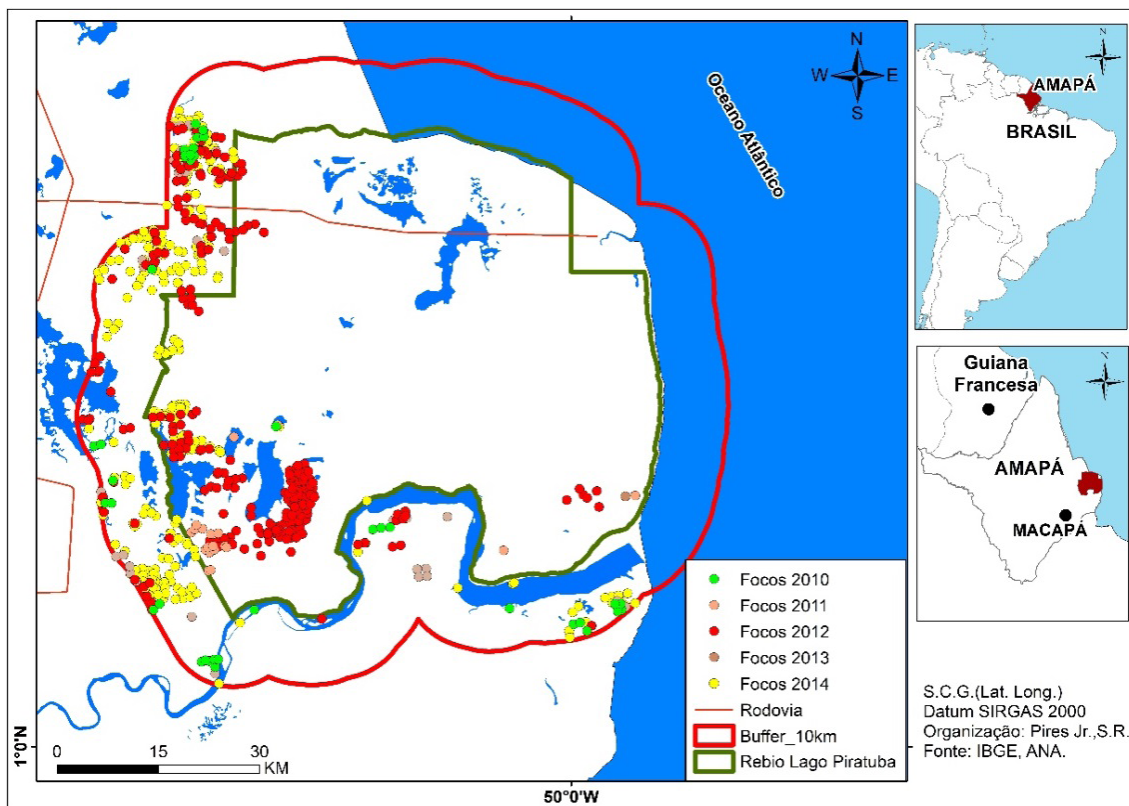 N
W E
S
Oceano Atlântico
1°0'N
0 15 30
KM
50°0'W
Focos 2010
Focos 2011
Focos 2012
Focos 2013
Focos 2014
Rodovia
Buffer_10km
Rebio Lago Piratuba
N
AMAPÁ
BRASIL
N
Guiana
Francesa
AMAPÁ
MACAPÁ
S.C.G.(Lat. Long.)
Datum SIRGAS 2000
Organização: Pires Jr.,S.R.
Fonte: IBGE, ANA.